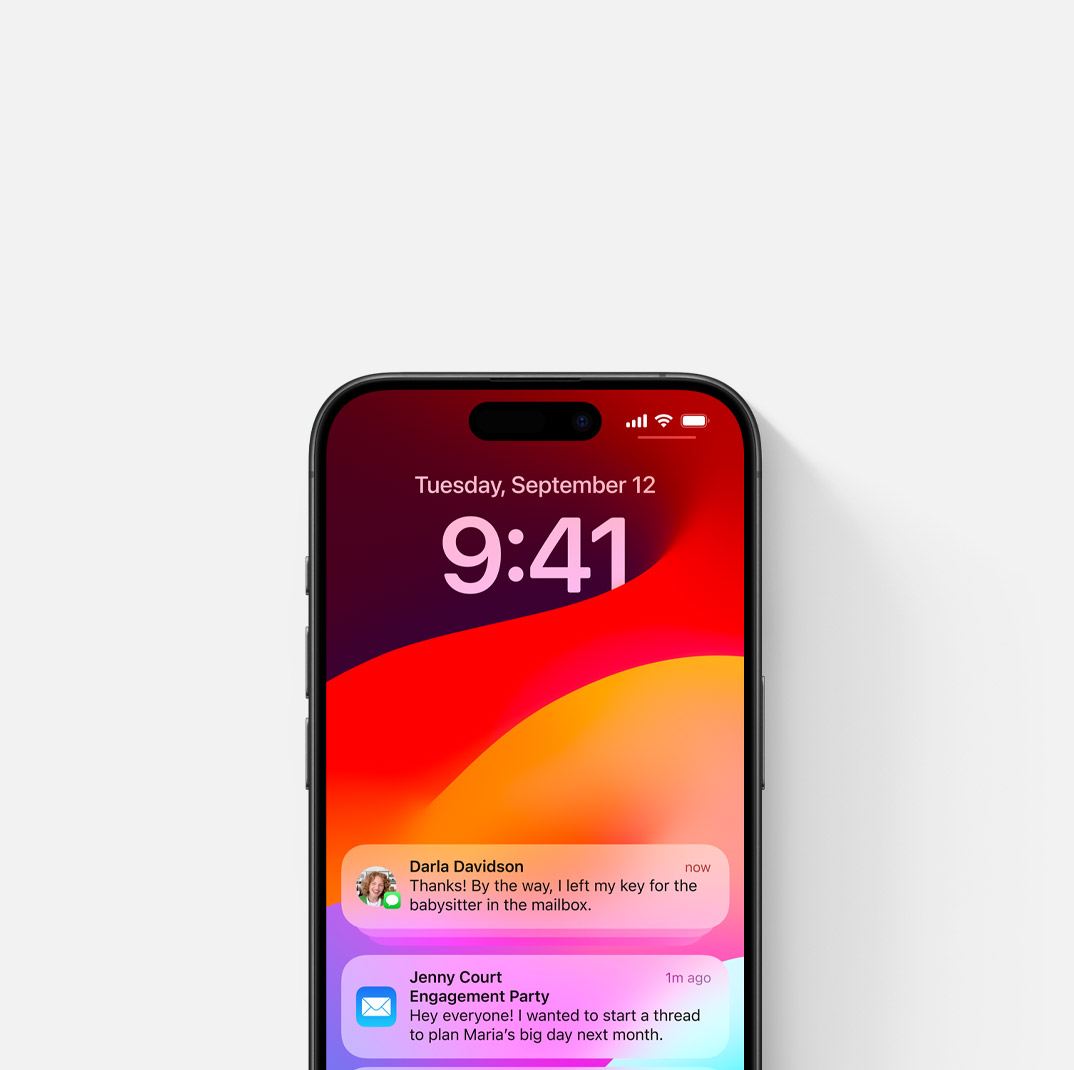 Tuesday, September 12
9:41
Darla Davidson
now
Thanks! By the way, I left my key for the
babysitter in the mailbox.
Jenny Court
1m ago
Engagement Party
Hey everyone! I wanted to start a thread
to plan Maria’s big day next month.